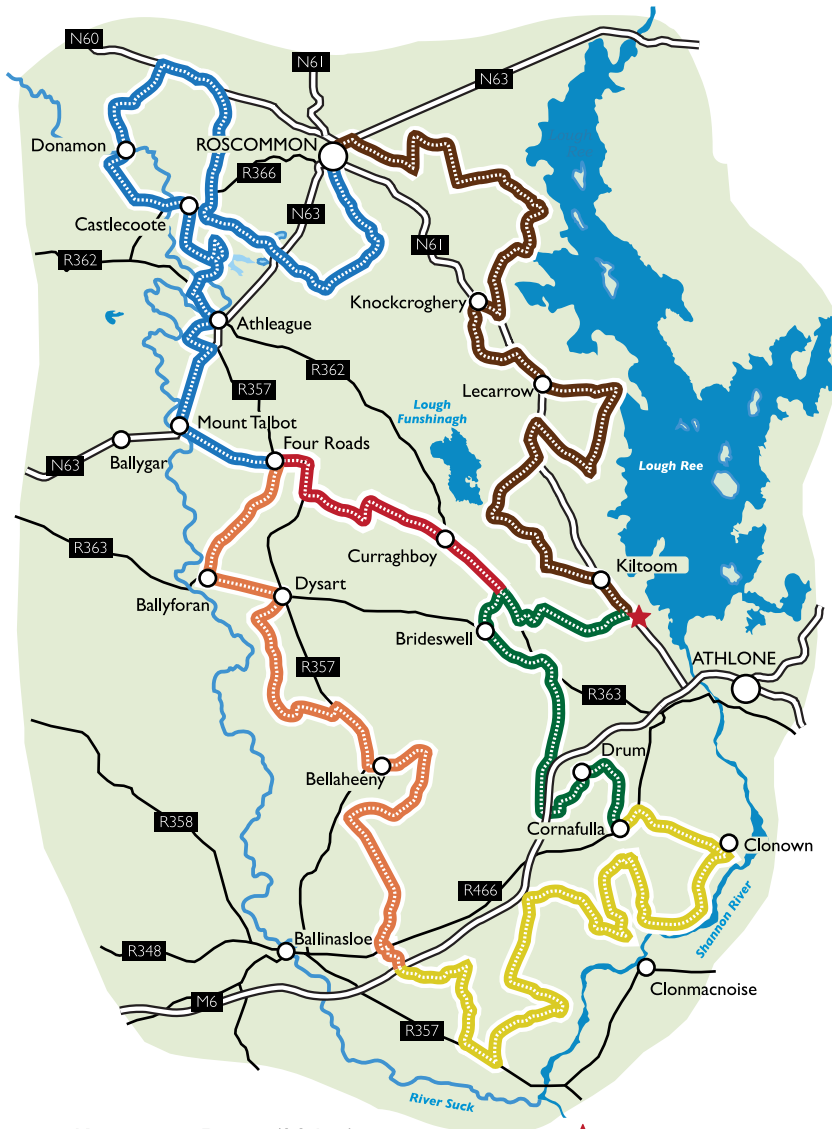 N60
N61
N63
Donamon
ROSCOMMON
R366
Castlecoote
N63
N61
R362
Knockcroghery
Athleague
R362
R357
Lecarrow
Lough
Funshinagh
Mount Talbot
Four Roads
Ballygar
N63
Lough Ree
R363
Curraghboy
Kiltoom
Dysart
Ballyforan
Brideswell
ATHLONE
R357
R363
Drum
Bellaheeny
R358
Cornafulla
Clonown
R466
Shannon River
Ballinasloe
R348
Clonmacnoise
M6
R357
River Suck